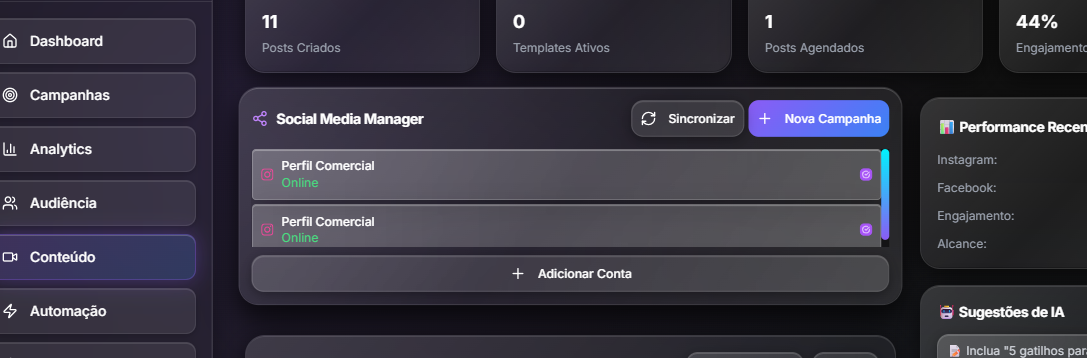 Dashboard
Campanhas
Analytics
Audiência
Conteúdo
Automação
11
Posts Criados
0
Templates Ativos
1
Posts Agendados
44%
Engajamento
Social Media Manager
Sincronizar
Nova Campanha
Perfil Comercial
Online
Perfil Comercial
Online
Adicionar Conta
Performance Recen
Instagram:
Facebook:
Engajamento:
Alcance:
Sugestões de IA
Inclua "5 gatilhos par